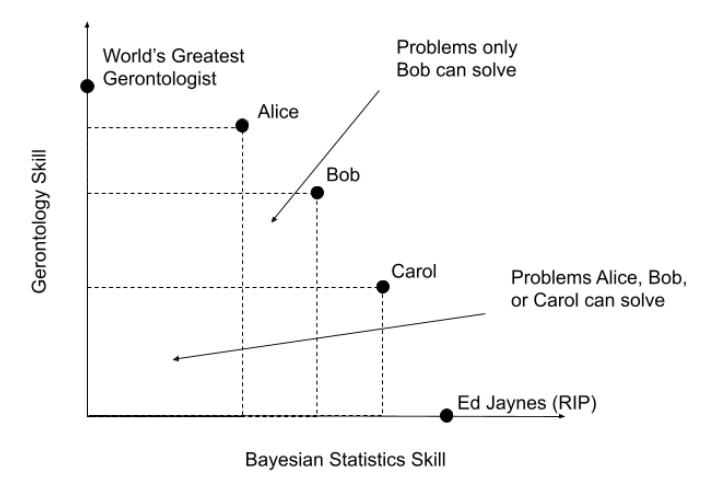 World's Greatest
Gerontologist
Problems only
Bob can solve
Alice
Bob
Gerontology Skill
Carol
Problems Alice, Bob,
or Carol can solve
Ed Jaynes (RIP)
Bayesian Statistics Skill